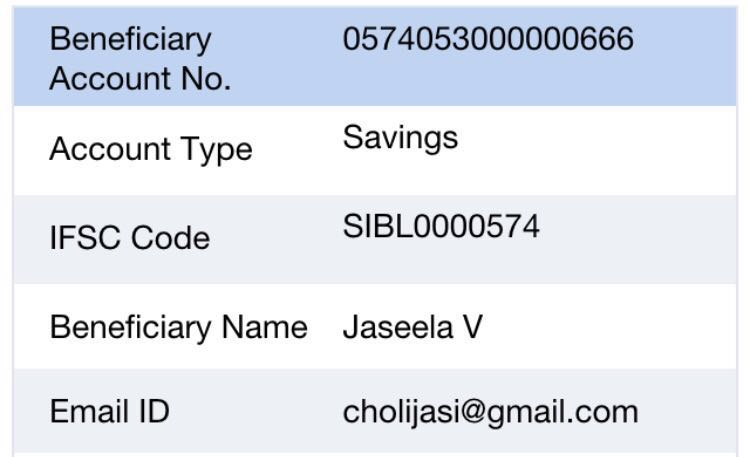 Beneficiary 0574053000000666
Account No.
Account Type Savings
IFSC Code SIBL0000574
Beneficiary Name Jaseela V
Email ID cholijasi@gmail.com